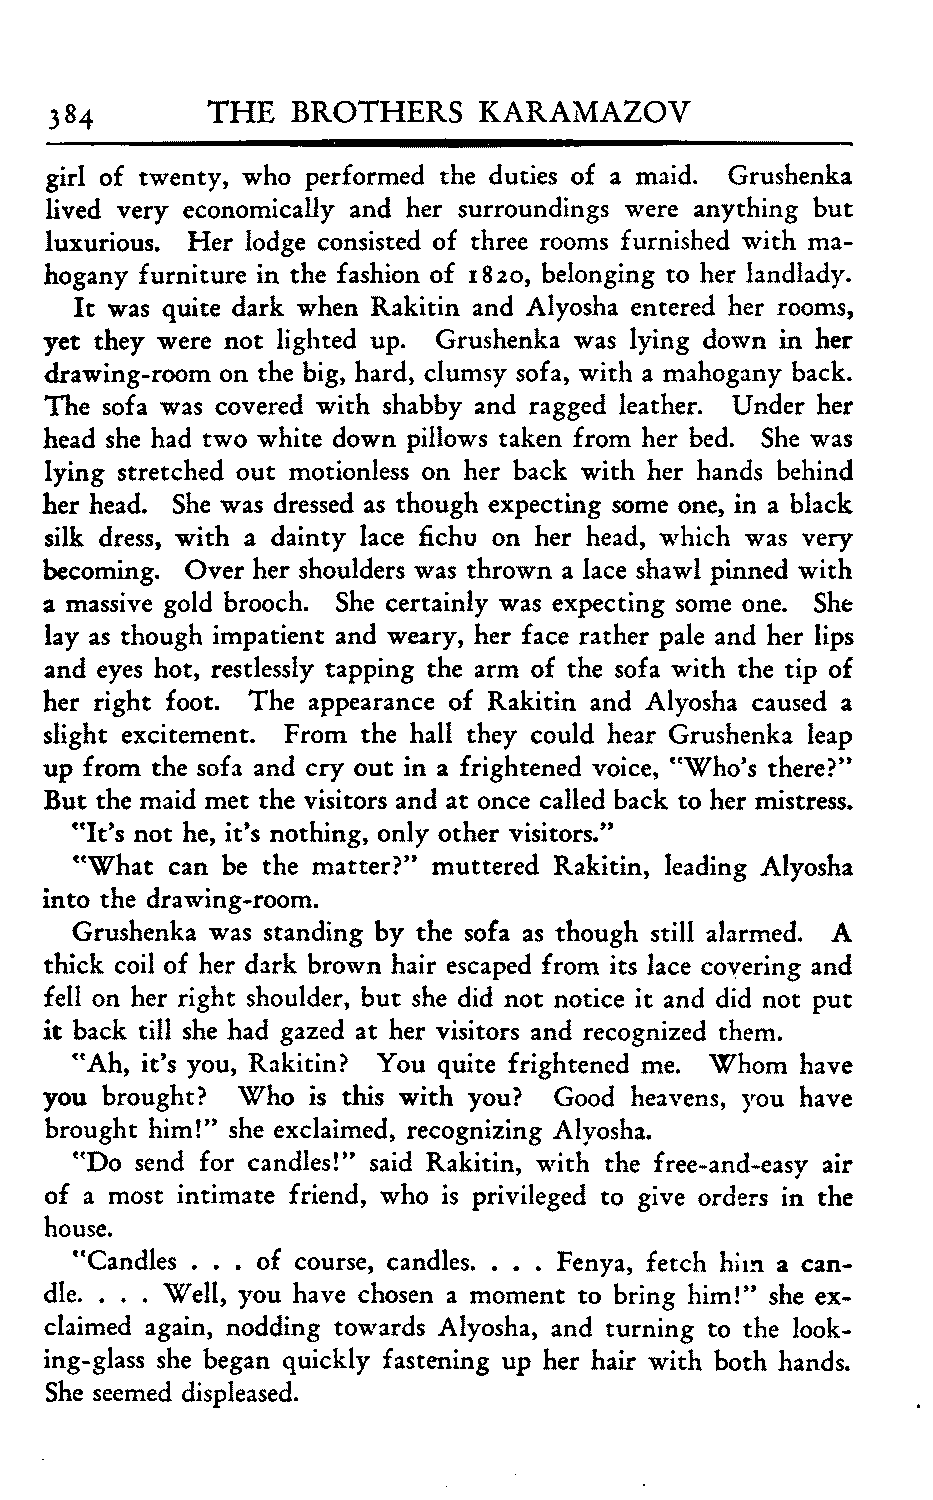 384 THE BROTHERS KARAMAZOV
girl of twenty, who performed the duties of a maid. Grushenka
lived very economically and her surroundings were anything but
luxurious. Her lodge consisted of three rooms furnished with ma-
hogany furniture in the fashion of 1820, belonging to her landlady.
It was quite dark when Rakitin and Alyosha entered her rooms,
yet they were not lighted up. Grushenka was lying down in her
drawing-room on the big, hard, clumsy sofa, with a mahogany back.
The sofa was covered with shabby and ragged leather. Under her
head she had two white down pillows taken from her bed. She was
lying stretched out motionless on her back with her hands behind
her head. She was dressed as though expecting some one, in a black
silk dress, with a dainty lace fichu on her head, which was very
becoming. Over her shoulders was thrown a lace shawl pinned with
a massive gold brooch. She certainly was expecting some one. She
lay as though impatient and weary, her face rather pale and her lips
and eyes hot, restlessly tapping the arm of the sofa with the tip of
her right foot. The appearance of Rakitin and Alyosha caused a
slight excitement. From the hall they could hear Grushenka leap
up from the sofa and cry out in a frightened voice, "Who's there?"
But the maid met the visitors and at once called back to her mistress.
"It's not he, it's nothing, only other visitors."
"What can be the matter?" muttered Rakitin, leading Alyosha
into the drawing-room.
Grushenka was standing by the sofa as though still alarmed. A
thick coil of her dark brown hair escaped from its lace covering and
fell on her right shoulder, but she did not notice it and did not put
it back till she had gazed at her visitors and recognized them.
"Ah, it's you, Rakitin? You quite frightened me. Whom have
you brought? Who is this with you? Good heavens, you have
brought him!" she exclaimed, recognizing Alyosha.
"Do send for candles!" said Rakitin, with the free-and-easy air
of a most intimate friend, who is privileged to give orders in the
house.
"Candles . . . of course, candles. . . . Fenya, fetch him a can-
dle. . . . Well, you have chosen a moment to bring him!" she ex-
claimed again, nodding towards Alyosha, and turning to the look-
ing-glass she began quickly fastening up her hair with both hands.
She seemed displeased.